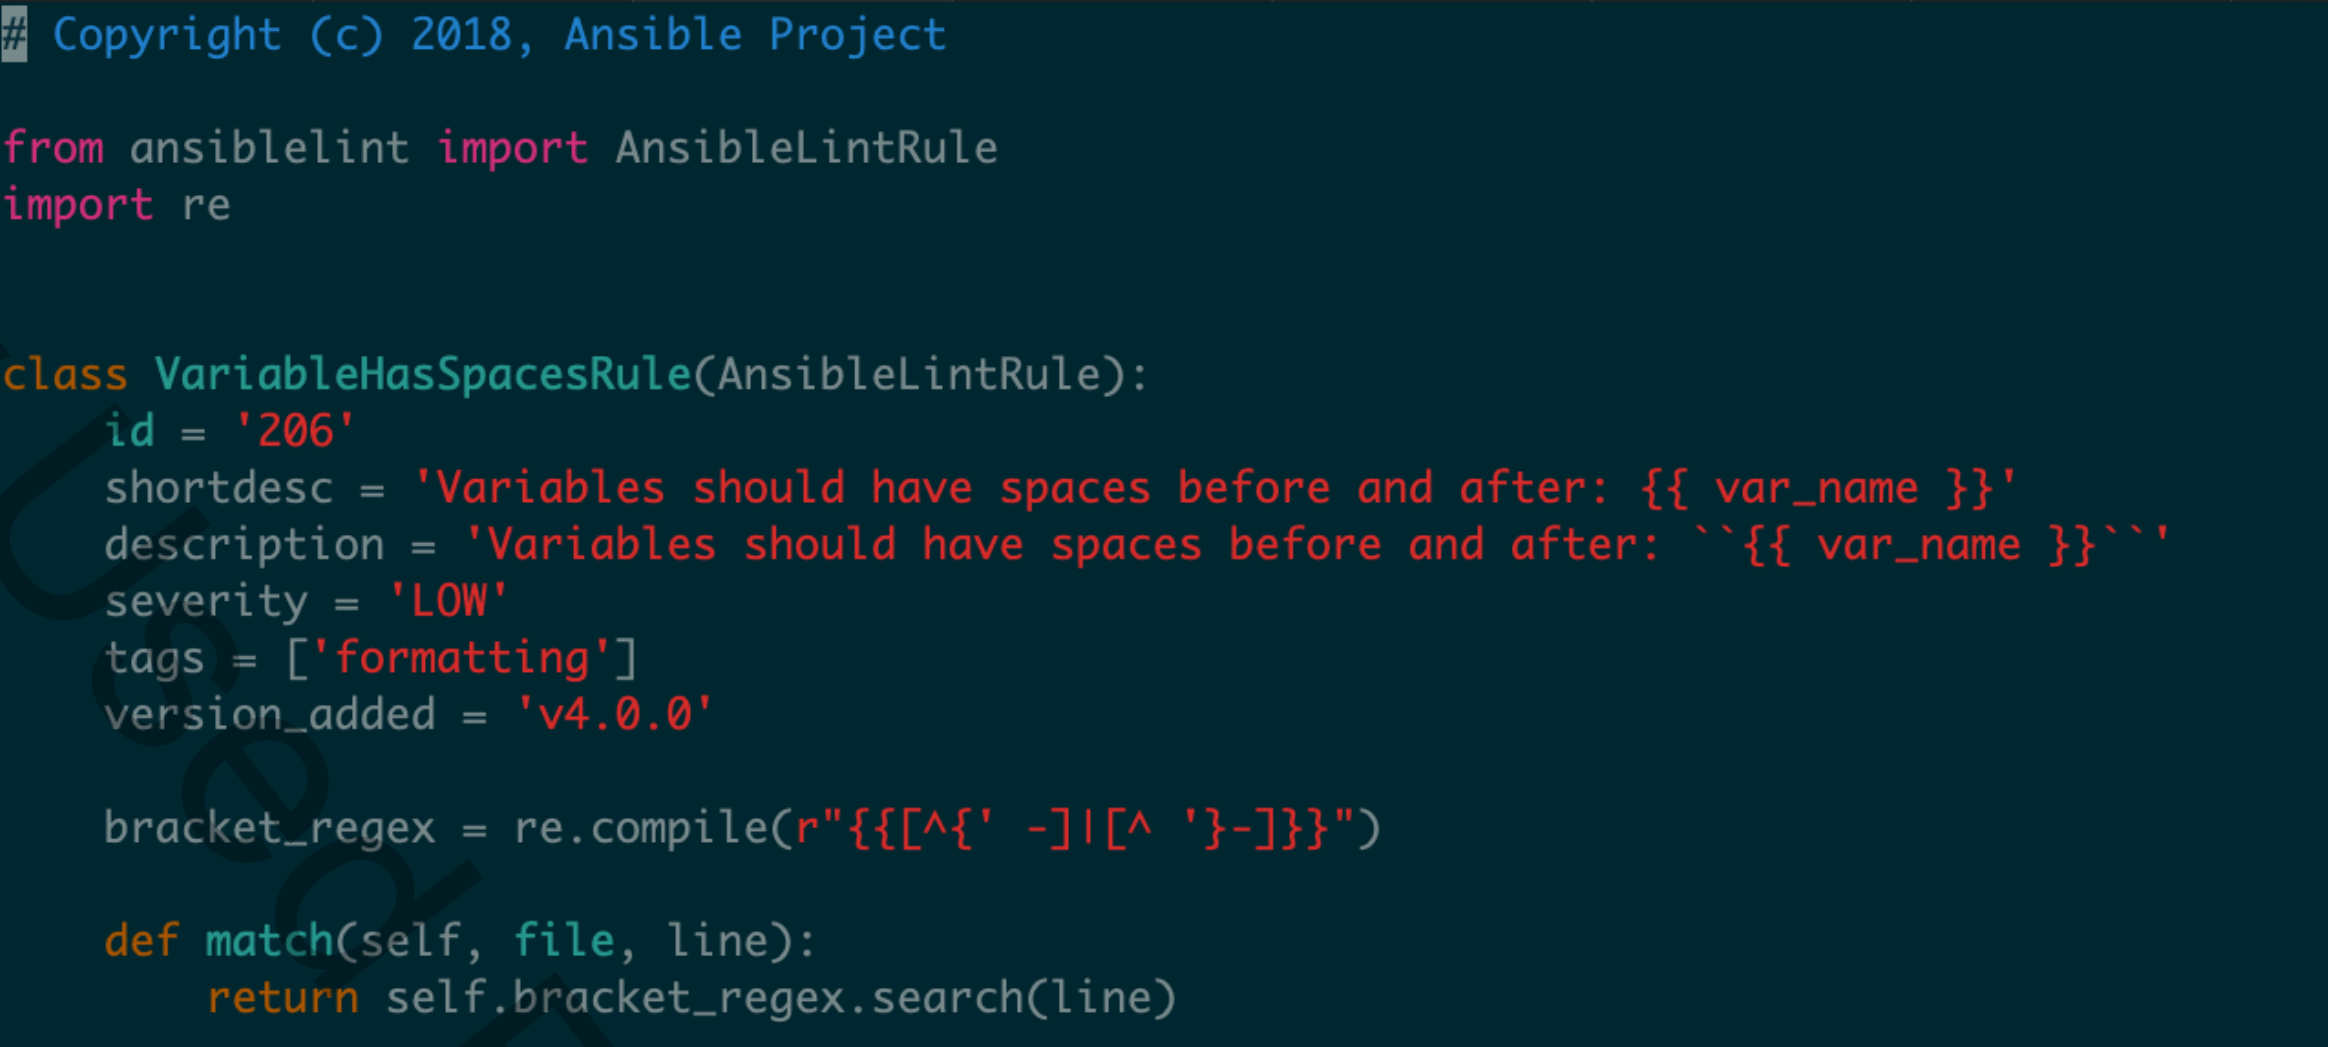 # Copyright (c) 2018, Ansible Project
from ansiblelint import AnsibleLintRule
import re
class VariableHasSpacesRule(AnsibleLintRule):
    id = '206'
    shortdesc = 'Variables should have spaces before and after: {{ var_name }}'
    description = 'Variables should have spaces before and after: ``{{ var_name }}``'
    severity = 'LOW'
    tags = ['formatting']
    version_added = 'v4.0.0'
    bracket_regex = re.compile(r"{{[^{' -]|[^ '}-]}}")
    def match(self, file, line):
        return self.bracket_regex.search(line)
Used